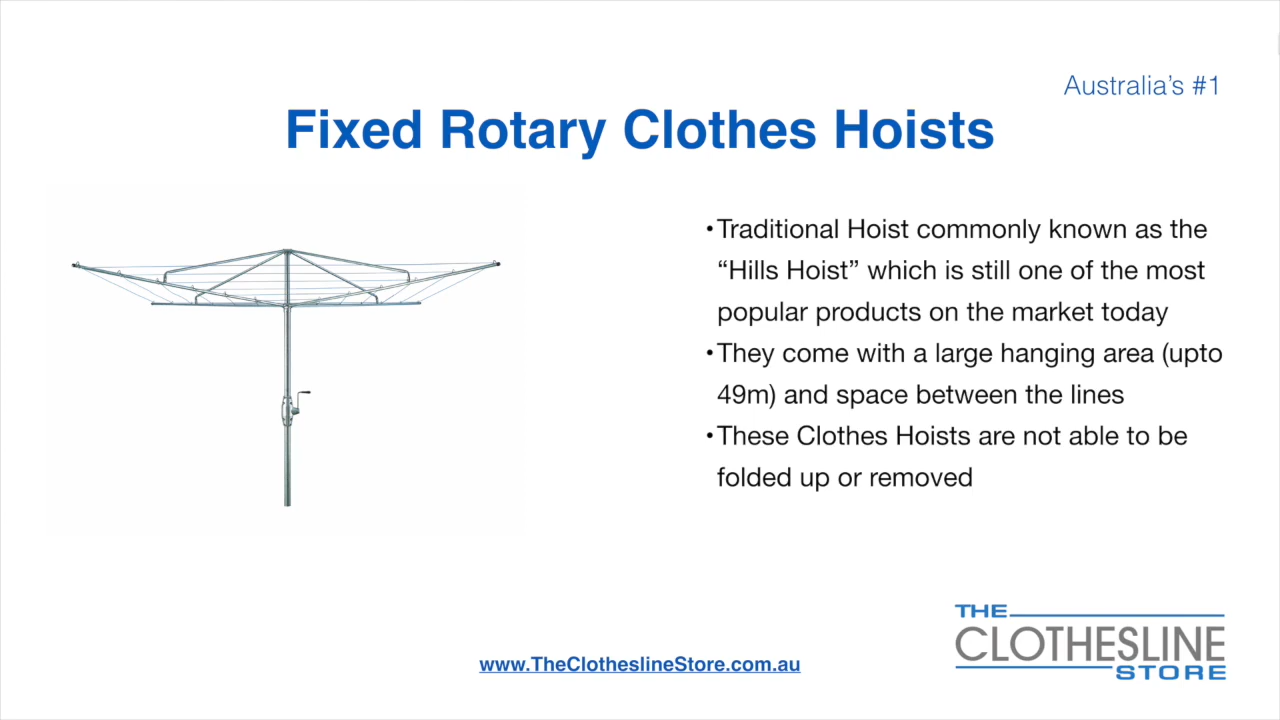 Australia's #1
Fixed Rotary Clothes Hoists
•Traditional Hoist commonly known as the
“Hills Hoist” which is still one of the most
popular products on the market today
•They come with a large hanging area (upto
49m) and space between the lines
•These Clothes Hoists are not able to be
folded up or removed
www.TheClotheslineStore.com.au
THE
CLOTHESLINE
STORE